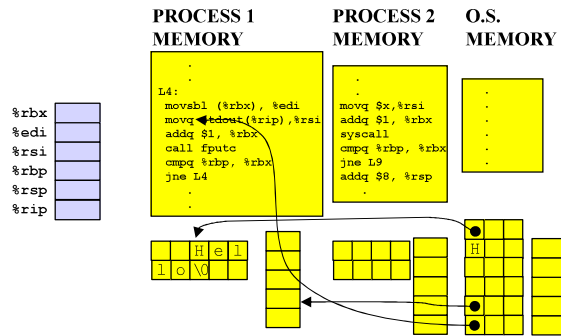 PROCESS 1 MEMORY
PROCESS 2 MEMORY
O.S. MEMORY
%rbx
%edi
%rsi
%rbp
%rsp
%rip
L4:
movsbl (%rbx), %edi
movq stdout(%rip),%rsi
addq $1, %rbx
call fputc
cmpq %rbp, %rbx
jne L4
movq $x,%rsi
addq $1, %rbx
syscall
cmpq %rbp, %rbx
jne L9
addq $8, %rsp
H e l
l o \0
H